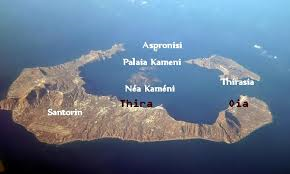 Aspronisi
Palaia Kameni
Thirasia
Néa Kaméni
Thira
Oia
Santorin